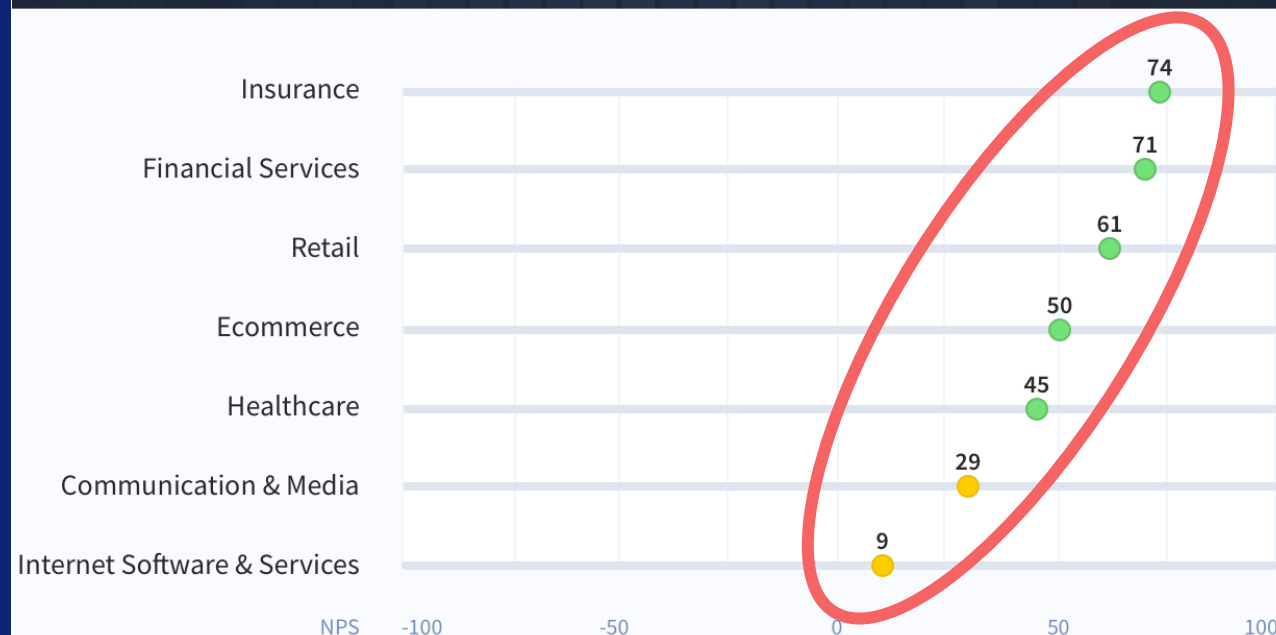 74
Insurance
71
Financial Services
61
Retail
50
Ecommerce
45
Healthcare
29
Communication & Media
9
Internet Software & Services
NPS -100 -50 0 50 100